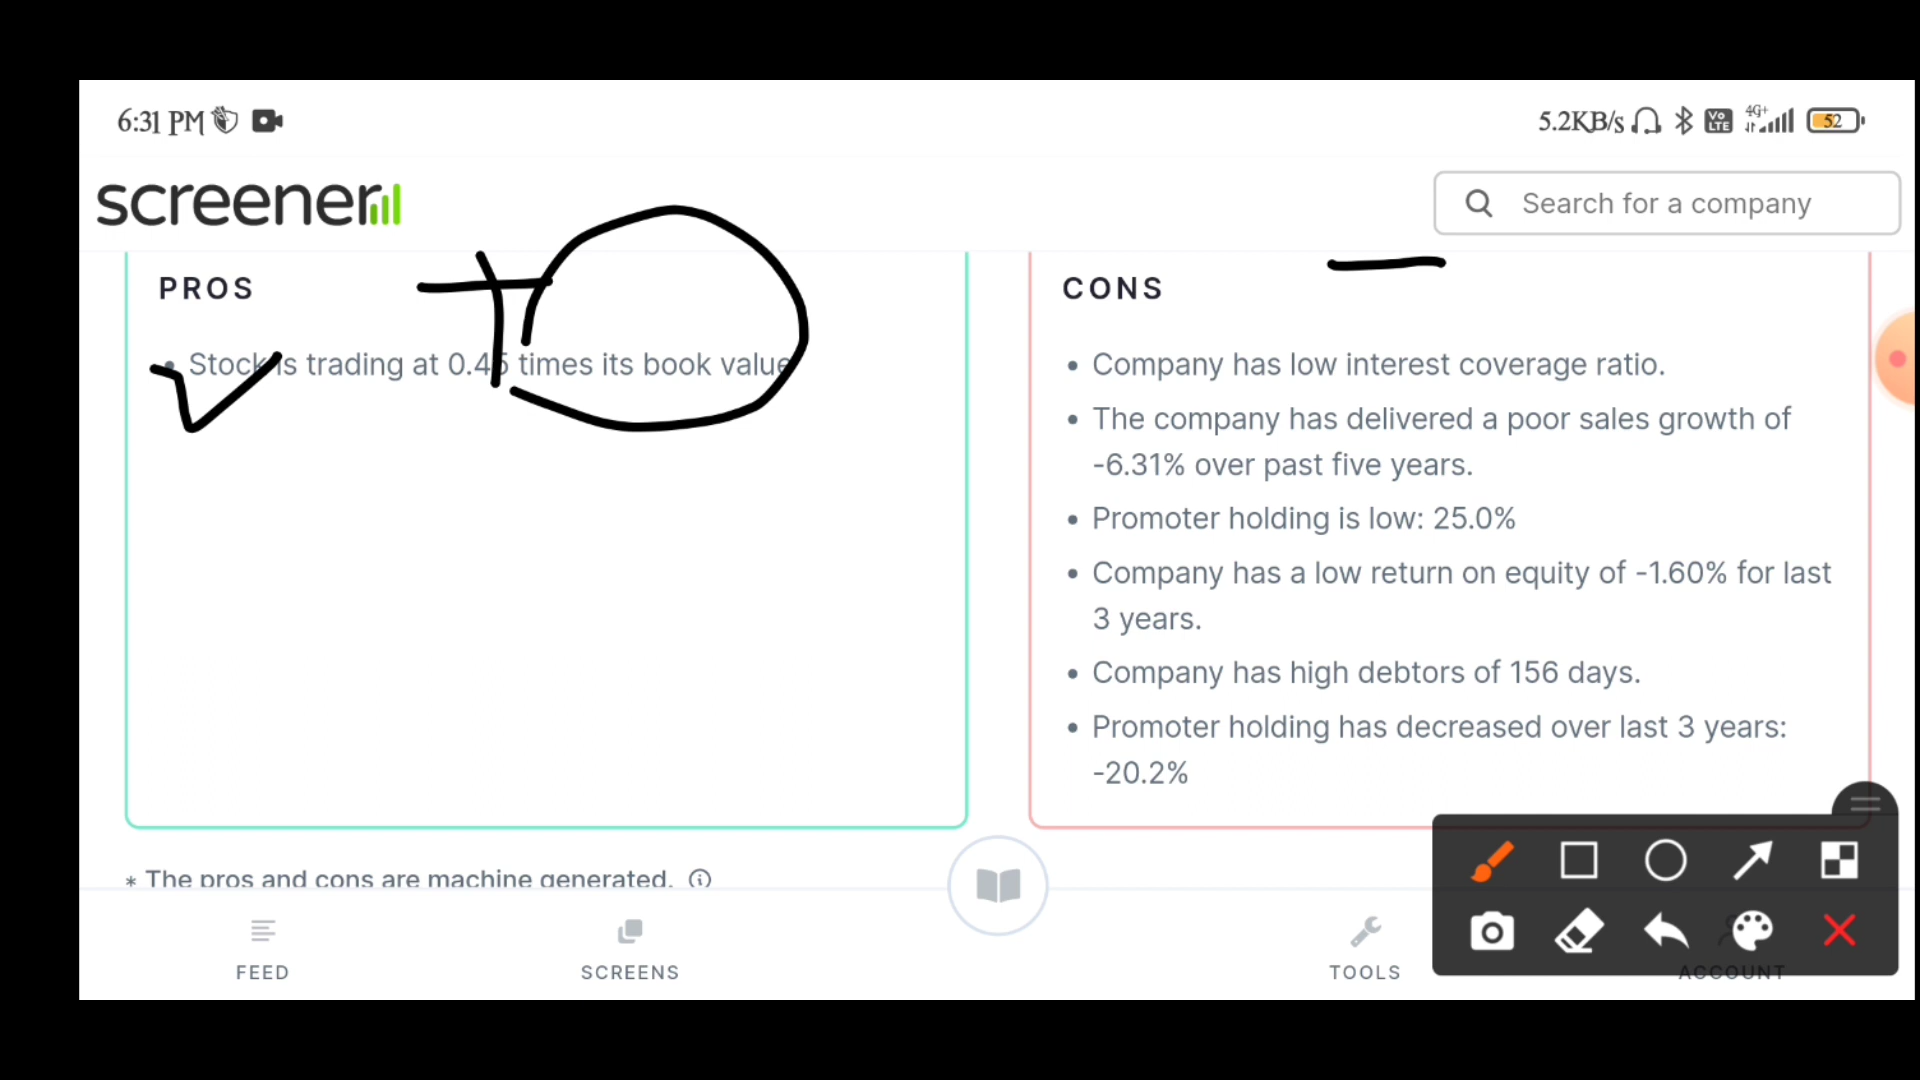 6:31 PM
5.2KB/s VO LTE 4G+ 52
screener
Search for a company
PROS
• Stock is trading at 0.45 times its book value
CONS
• Company has low interest coverage ratio.
• The company has delivered a poor sales growth of
-6.31% over past five years.
• Promoter holding is low: 25.0%
• Company has a low return on equity of -1.60% for last
3 years.
• Company has high debtors of 156 days.
• Promoter holding has decreased over last 3 years:
-20.2%
* The pros and cons are machine generated.
FEED
SCREENS
TOOLS
ACCOUNT